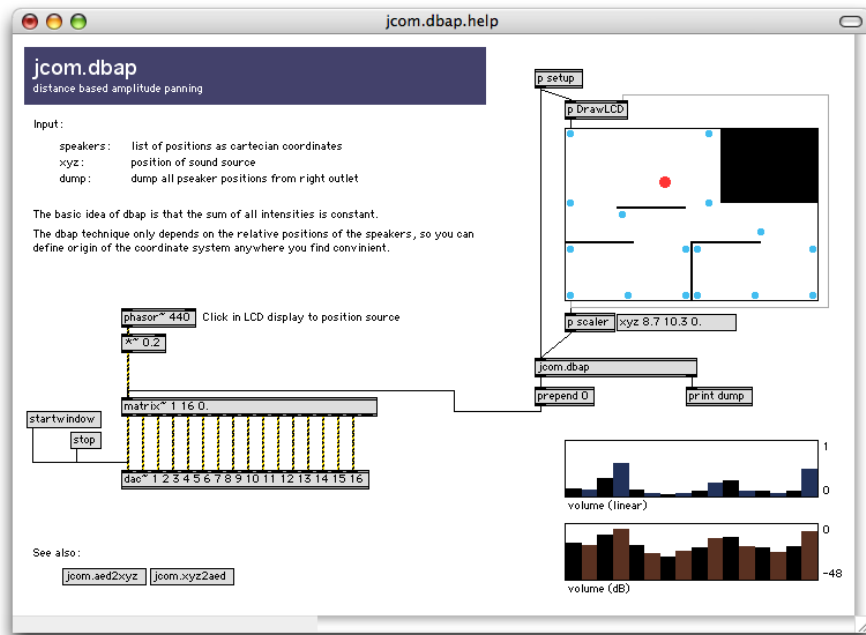 jcom.dbap.help
jcom.dbap
distance based amplitude panning
Input:
speakers: list of positions as cartecian coordinates
xyz: position of sound source
dump: dump all pseaker positions from right outlet
The basic idea of dbap is that the sum of all intensities is constant.
The dbap technique only depends on the relative positions of the speakers, so you can
define origin of the coordinate system anywhere you find convinient.
p setup
p DrawLCD
phasor~ 440 Click in LCD display to position source
*~ 0.2
p scaler xyz 8.7 10.3 0.
jcom.dbap
prepend 0 print dump
matrix~ 1 16 0.
startwindow
stop
dac~ 1 2 3 4 5 6 7 8 9 10 11 12 13 14 15 16
1
0
volume (linear)
0
-48
volume (dB)
See also:
jcom.aed2xyz jcom.xyz2aed